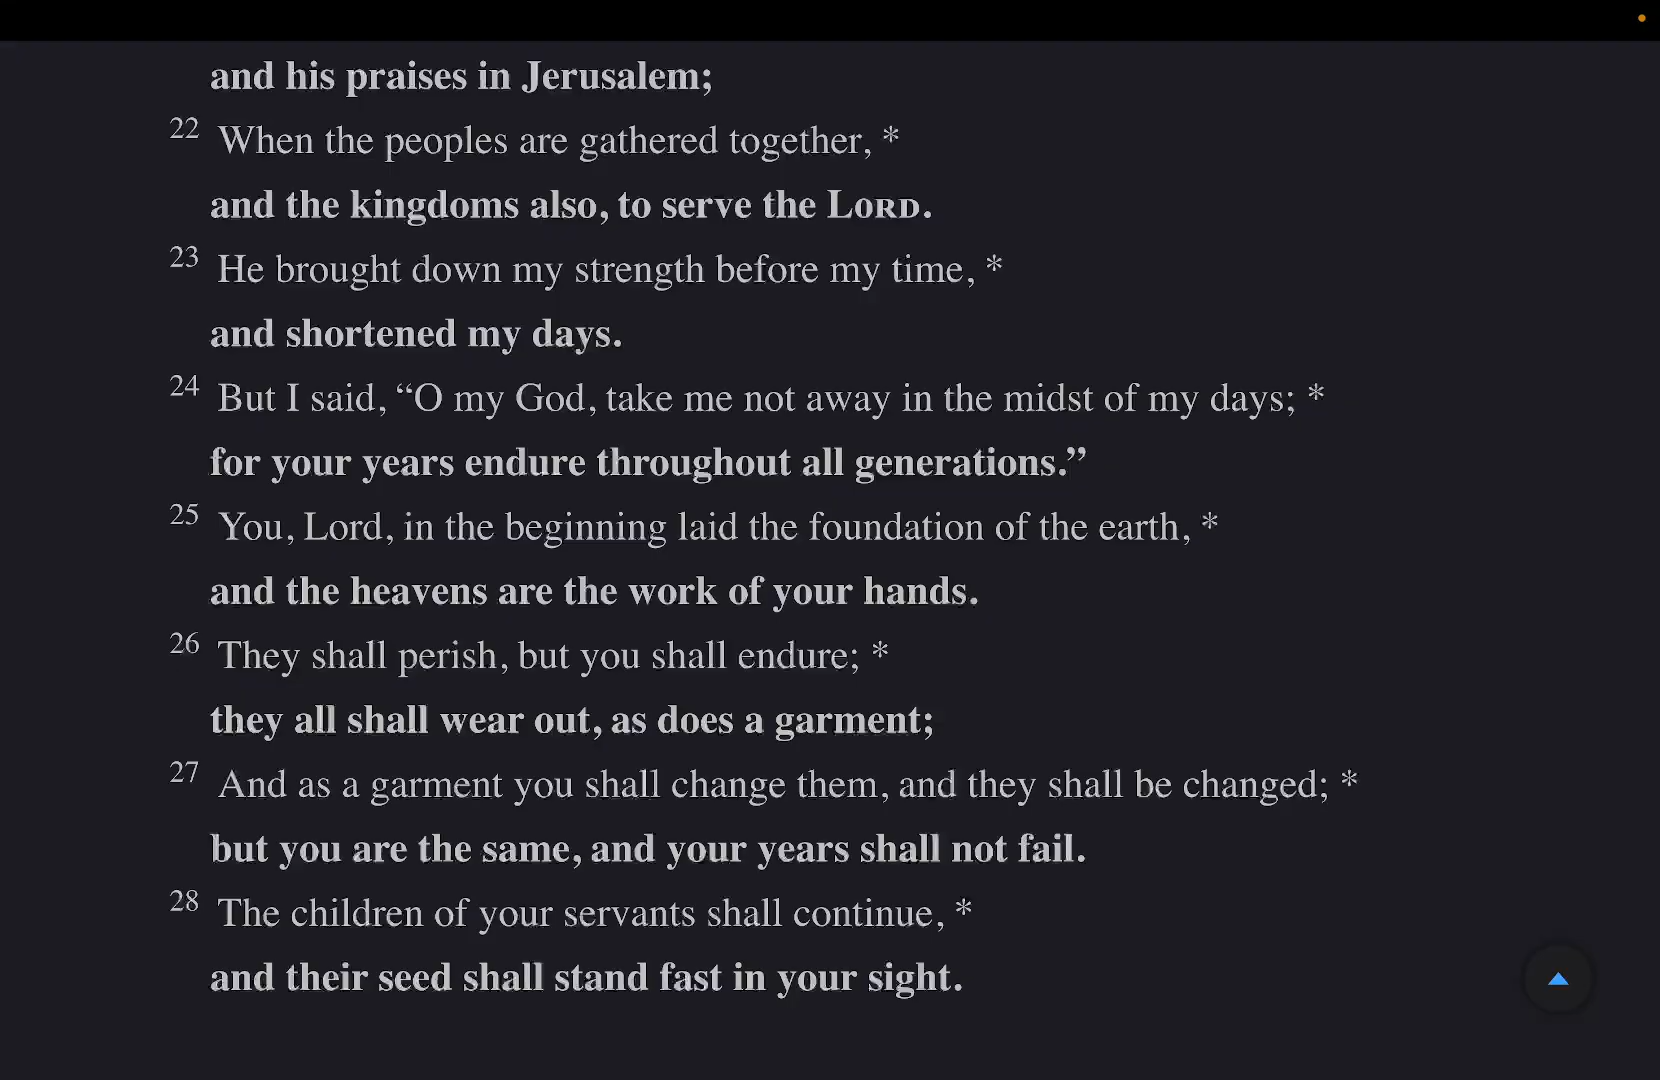 and his praises in Jerusalem;
22 When the peoples are gathered together, *
and the kingdoms also, to serve the LORD.
23 He brought down my strength before my time, *
and shortened my days.
24 But I said, “O my God, take me not away in the midst of my days; *
for your years endure throughout all generations.”
25 You, Lord, in the beginning laid the foundation of the earth, *
and the heavens are the work of your hands.
26 They shall perish, but you shall endure; *
they all shall wear out, as does a garment;
27 And as a garment you shall change them, and they shall be changed; *
but you are the same, and your years shall not fail.
28 The children of your servants shall continue, *
and their seed shall stand fast in your sight.